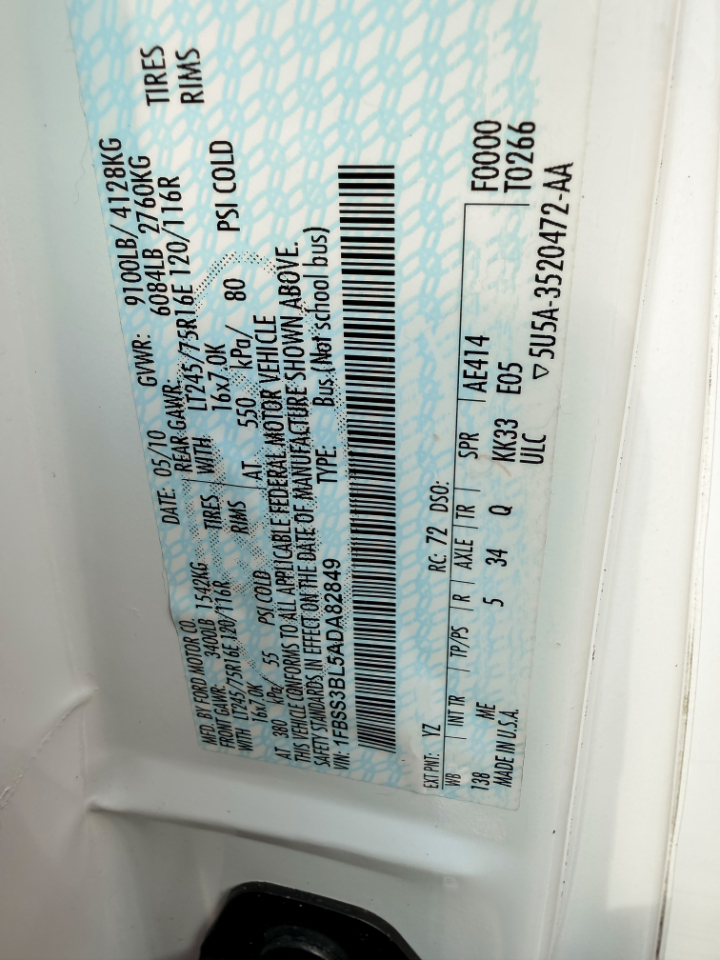 MFD. BY FORD MOTOR CO.
DATE: 05/10 GVWR: 9100LB/ 4128KG
FRONT GAWR: 3400LB 1542KG REAR GAWR: 6084LB 2760KG
WITH LT245/75R16E 120/116R TIRES WITH LT245/75R16E 120/116R TIRES
16x7.0K RIMS 16x7.0K RIMS
AT 380 kPa/ 55 PSI COLD AT 550 kPa/ 80 PSI COLD
THIS VEHICLE CONFORMS TO ALL APPLICABLE FEDERAL MOTOR VEHICLE
SAFETY STANDARDS IN EFFECT ON THE DATE OF MANUFACTURE SHOWN ABOVE.
VIN: 1FBSS3BL5ADA82849 TYPE: Bus (Not school bus)
EXT PNT: YZ RC: 72 DSO: F0000
WB INT TR TP/PS R AXLE TR SPR AE414 T0266
138 ME 5 34 Q KK33 E05
MADE IN U.S.A. ULC ▽5U5A-3520472-AA